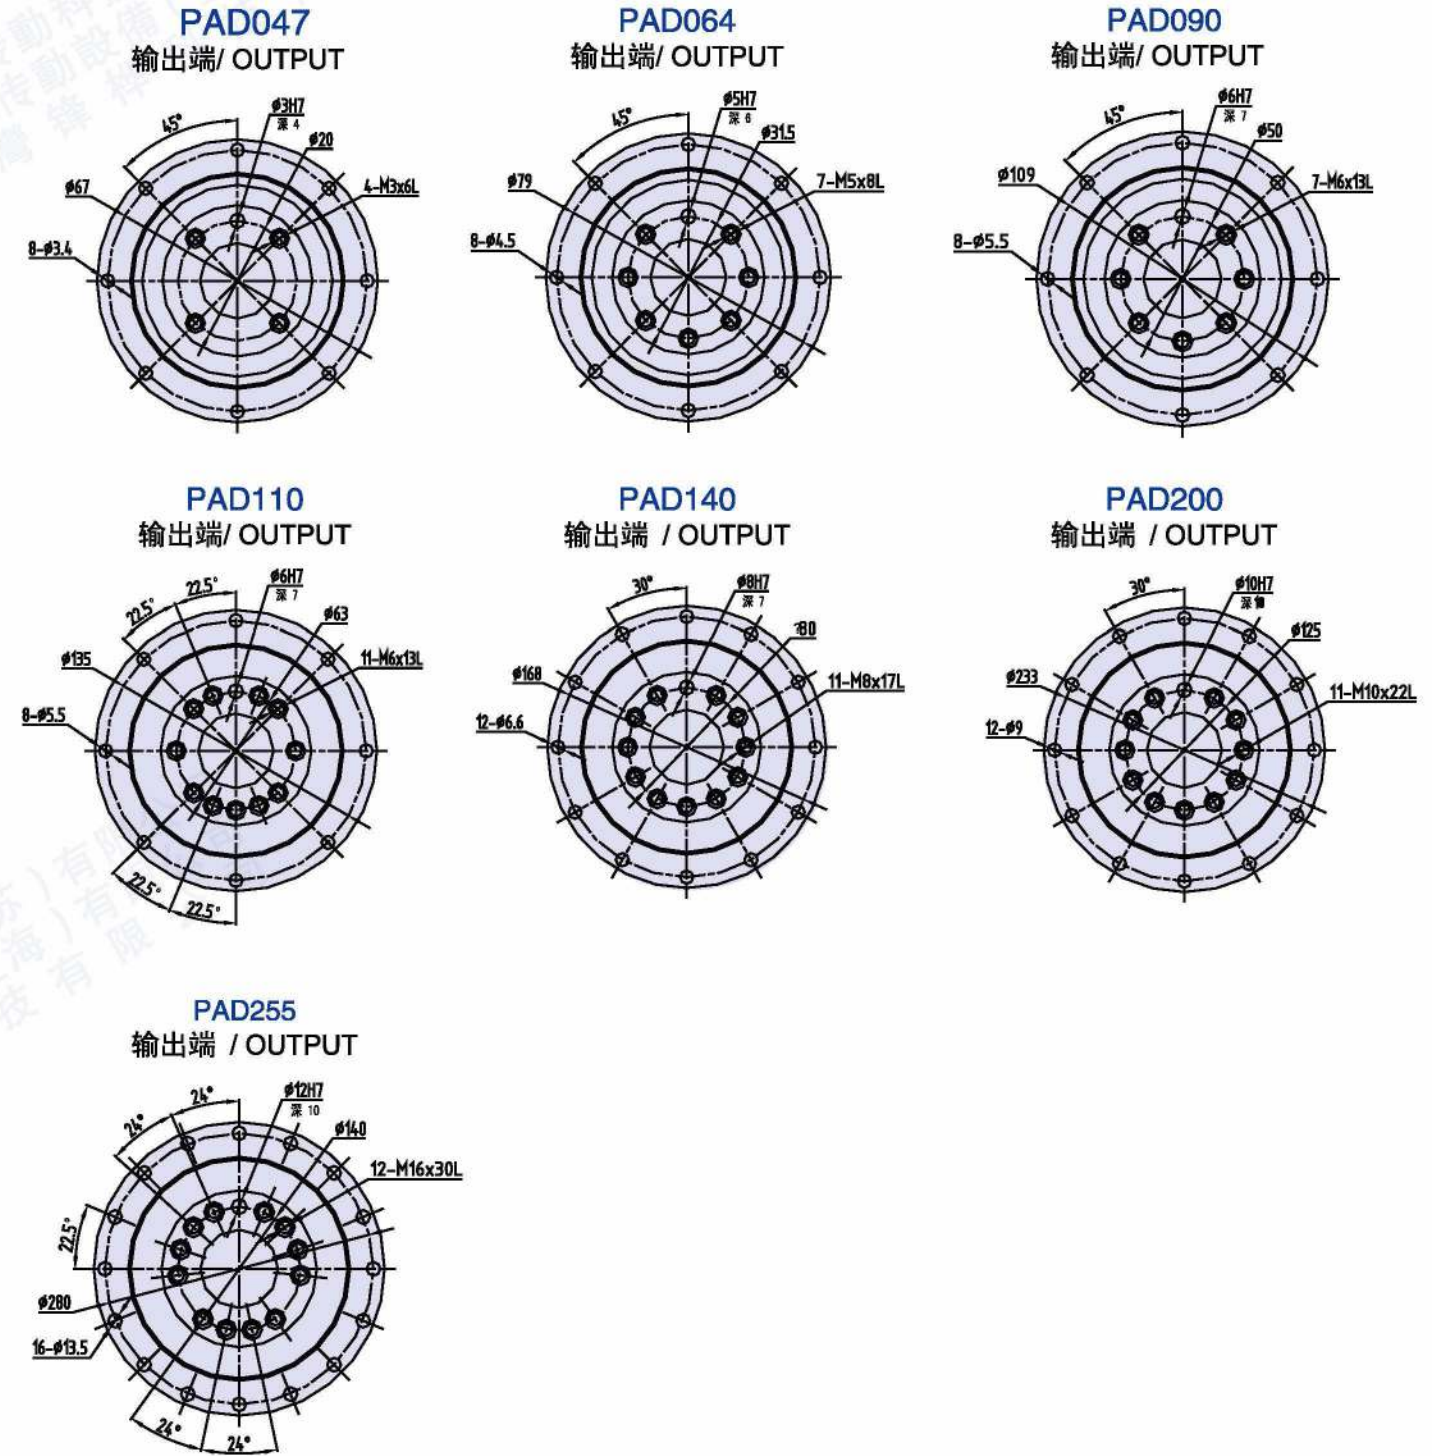 PAD047
输出端/ OUTPUT
45°
ø3H7
深 4
ø20
ø67
4-M3x6L
8-ø3.4
PAD064
输出端/ OUTPUT
45°
ø5H7
深 6
ø31.5
ø79
7-M5x8L
8-ø4.5
PAD090
输出端/ OUTPUT
45°
ø6H7
深 7
ø50
ø109
7-M6x13L
8-ø5.5
PAD110
输出端/ OUTPUT
22.5°
22.5°
ø6H7
深 7
ø63
ø135
11-M6x13L
8-ø5.5
22.5°
22.5°
PAD140
输出端 / OUTPUT
30°
ø8H7
深 7
80
ø168
11-M8x17L
12-ø6.6
PAD200
输出端 / OUTPUT
30°
ø10H7
深
ø125
ø233
11-M10x22L
12-ø9
PAD255
输出端 / OUTPUT
24°
24°
ø12H7
深 10
ø140
12-M16x30L
22.5°
ø280
16-ø13.5
24°
24°